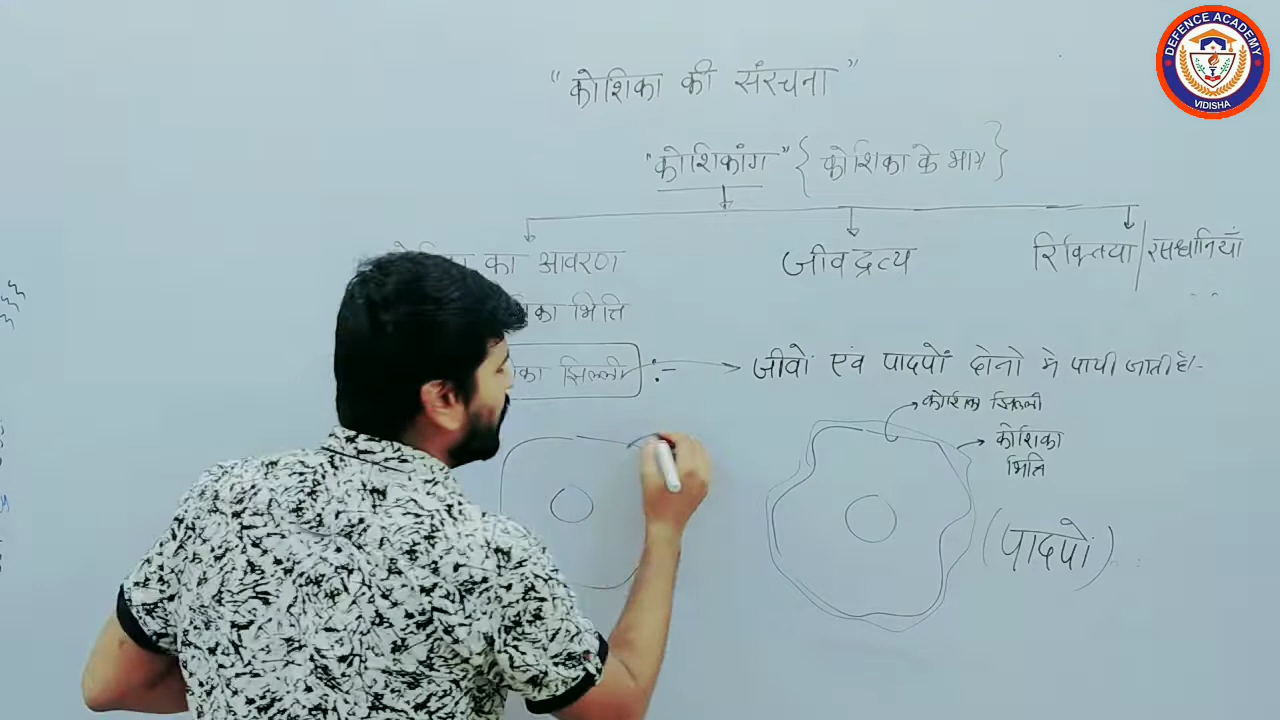 DEFENCE ACADEMY
VIDISHA
"कोशिका की संरचना"
"कोशिकांग" {कोशिका के भाग}
का आवरण
जीवद्रव्य
रिक्तिया/रसधानियाँ
का भित्ति
का झिल्ली :- जीवों एवं पादपों दोनो मे पायी जाती है।-
कोशिका झिल्ली
कोशिका
भित्ति
(पादपों)